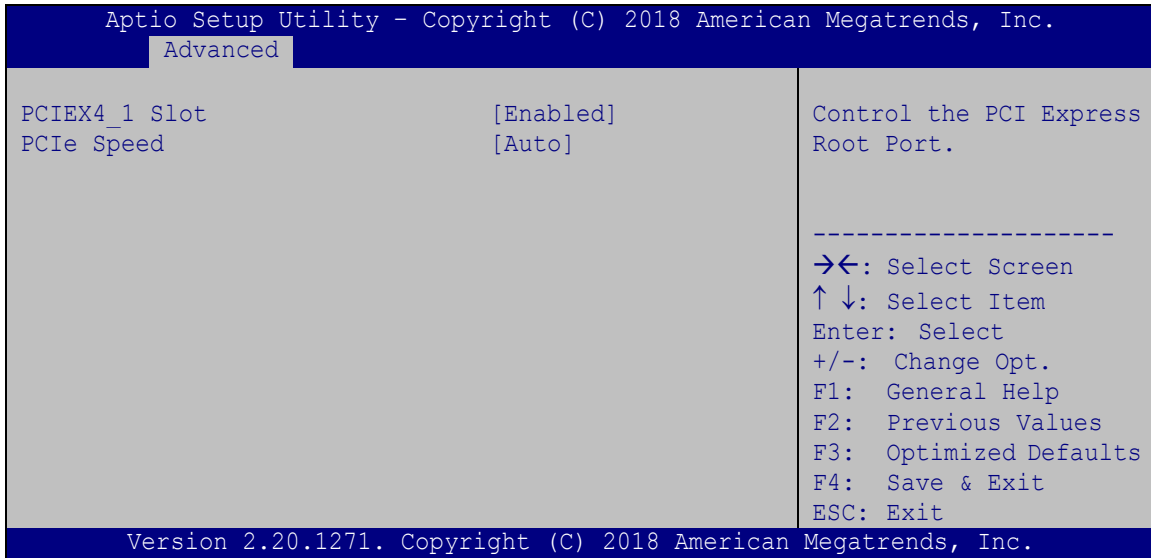 Aptio Setup Utility – Copyright (C) 2018 American Megatrends, Inc.
Advanced
PCIEX4_1 Slot [Enabled]
PCIe Speed [Auto]
Control the PCI Express
Root Port.
---------------------
→←: Select Screen
↑ ↓: Select Item
Enter: Select
+/-: Change Opt.
F1: General Help
F2: Previous Values
F3: Optimized Defaults
F4: Save & Exit
ESC: Exit
Version 2.20.1271. Copyright (C) 2018 American Megatrends, Inc.